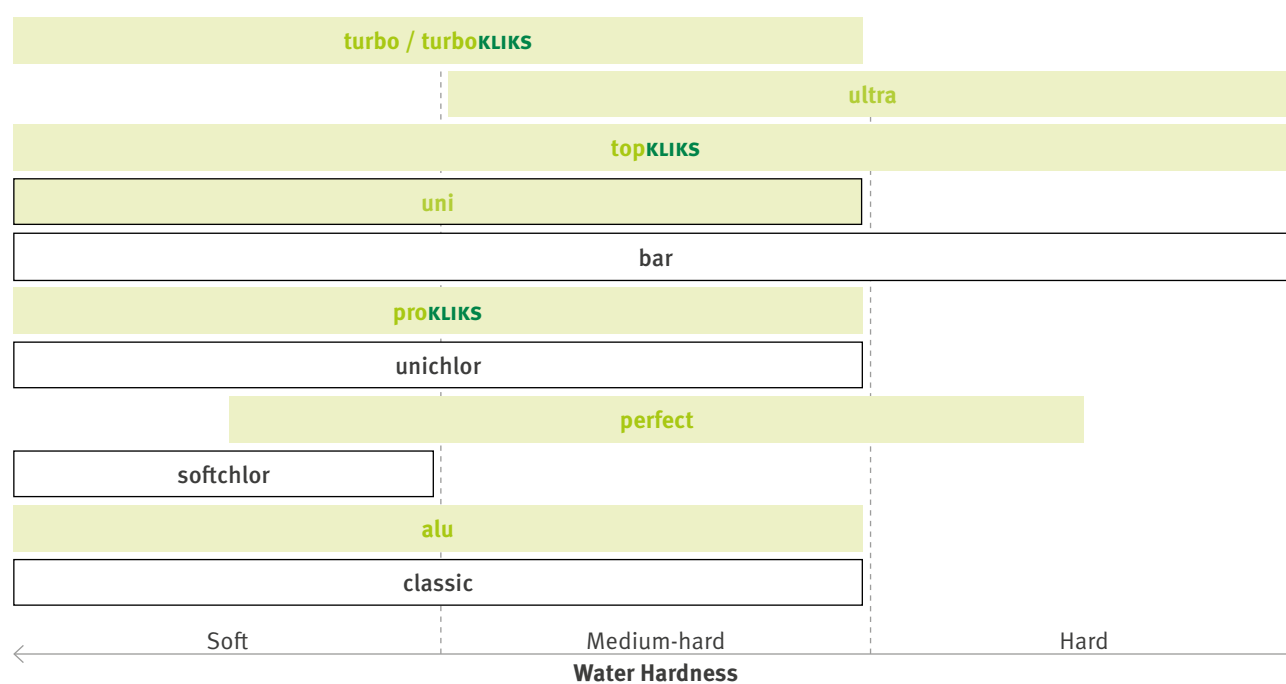 turbo / turboKLIKS
ultra
topKLIKS
uni
bar
proKLIKS
unichlor
perfect
softchlor
alu
classic
Soft Medium-hard Hard
Water Hardness